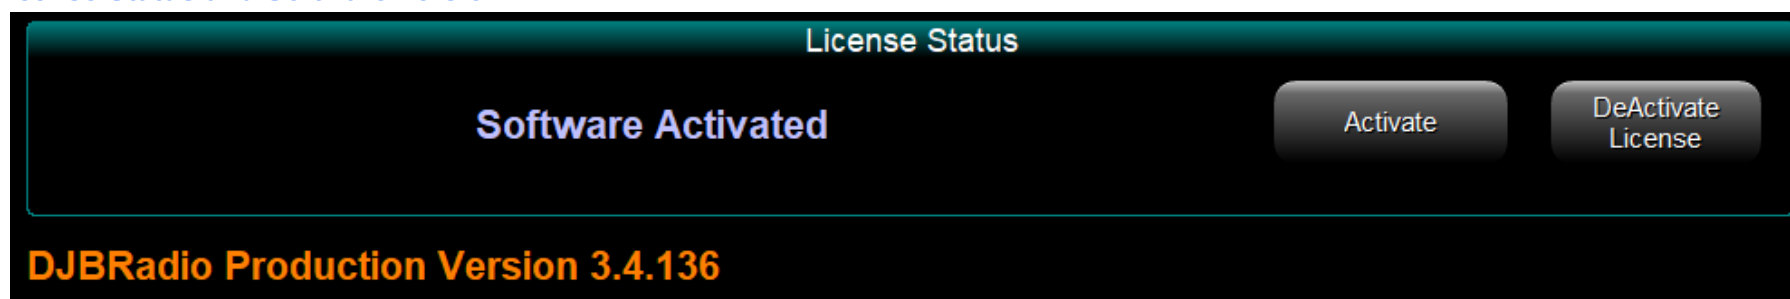 License Status
Software Activated
Activate
DeActivate
License
DJBRadio Production Version 3.4.136